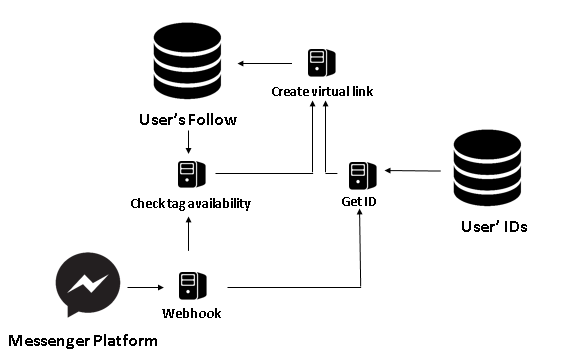 Create virtual link
User's Follow
Check tag availability
Get ID
User' IDs
Webhook
Messenger Platform